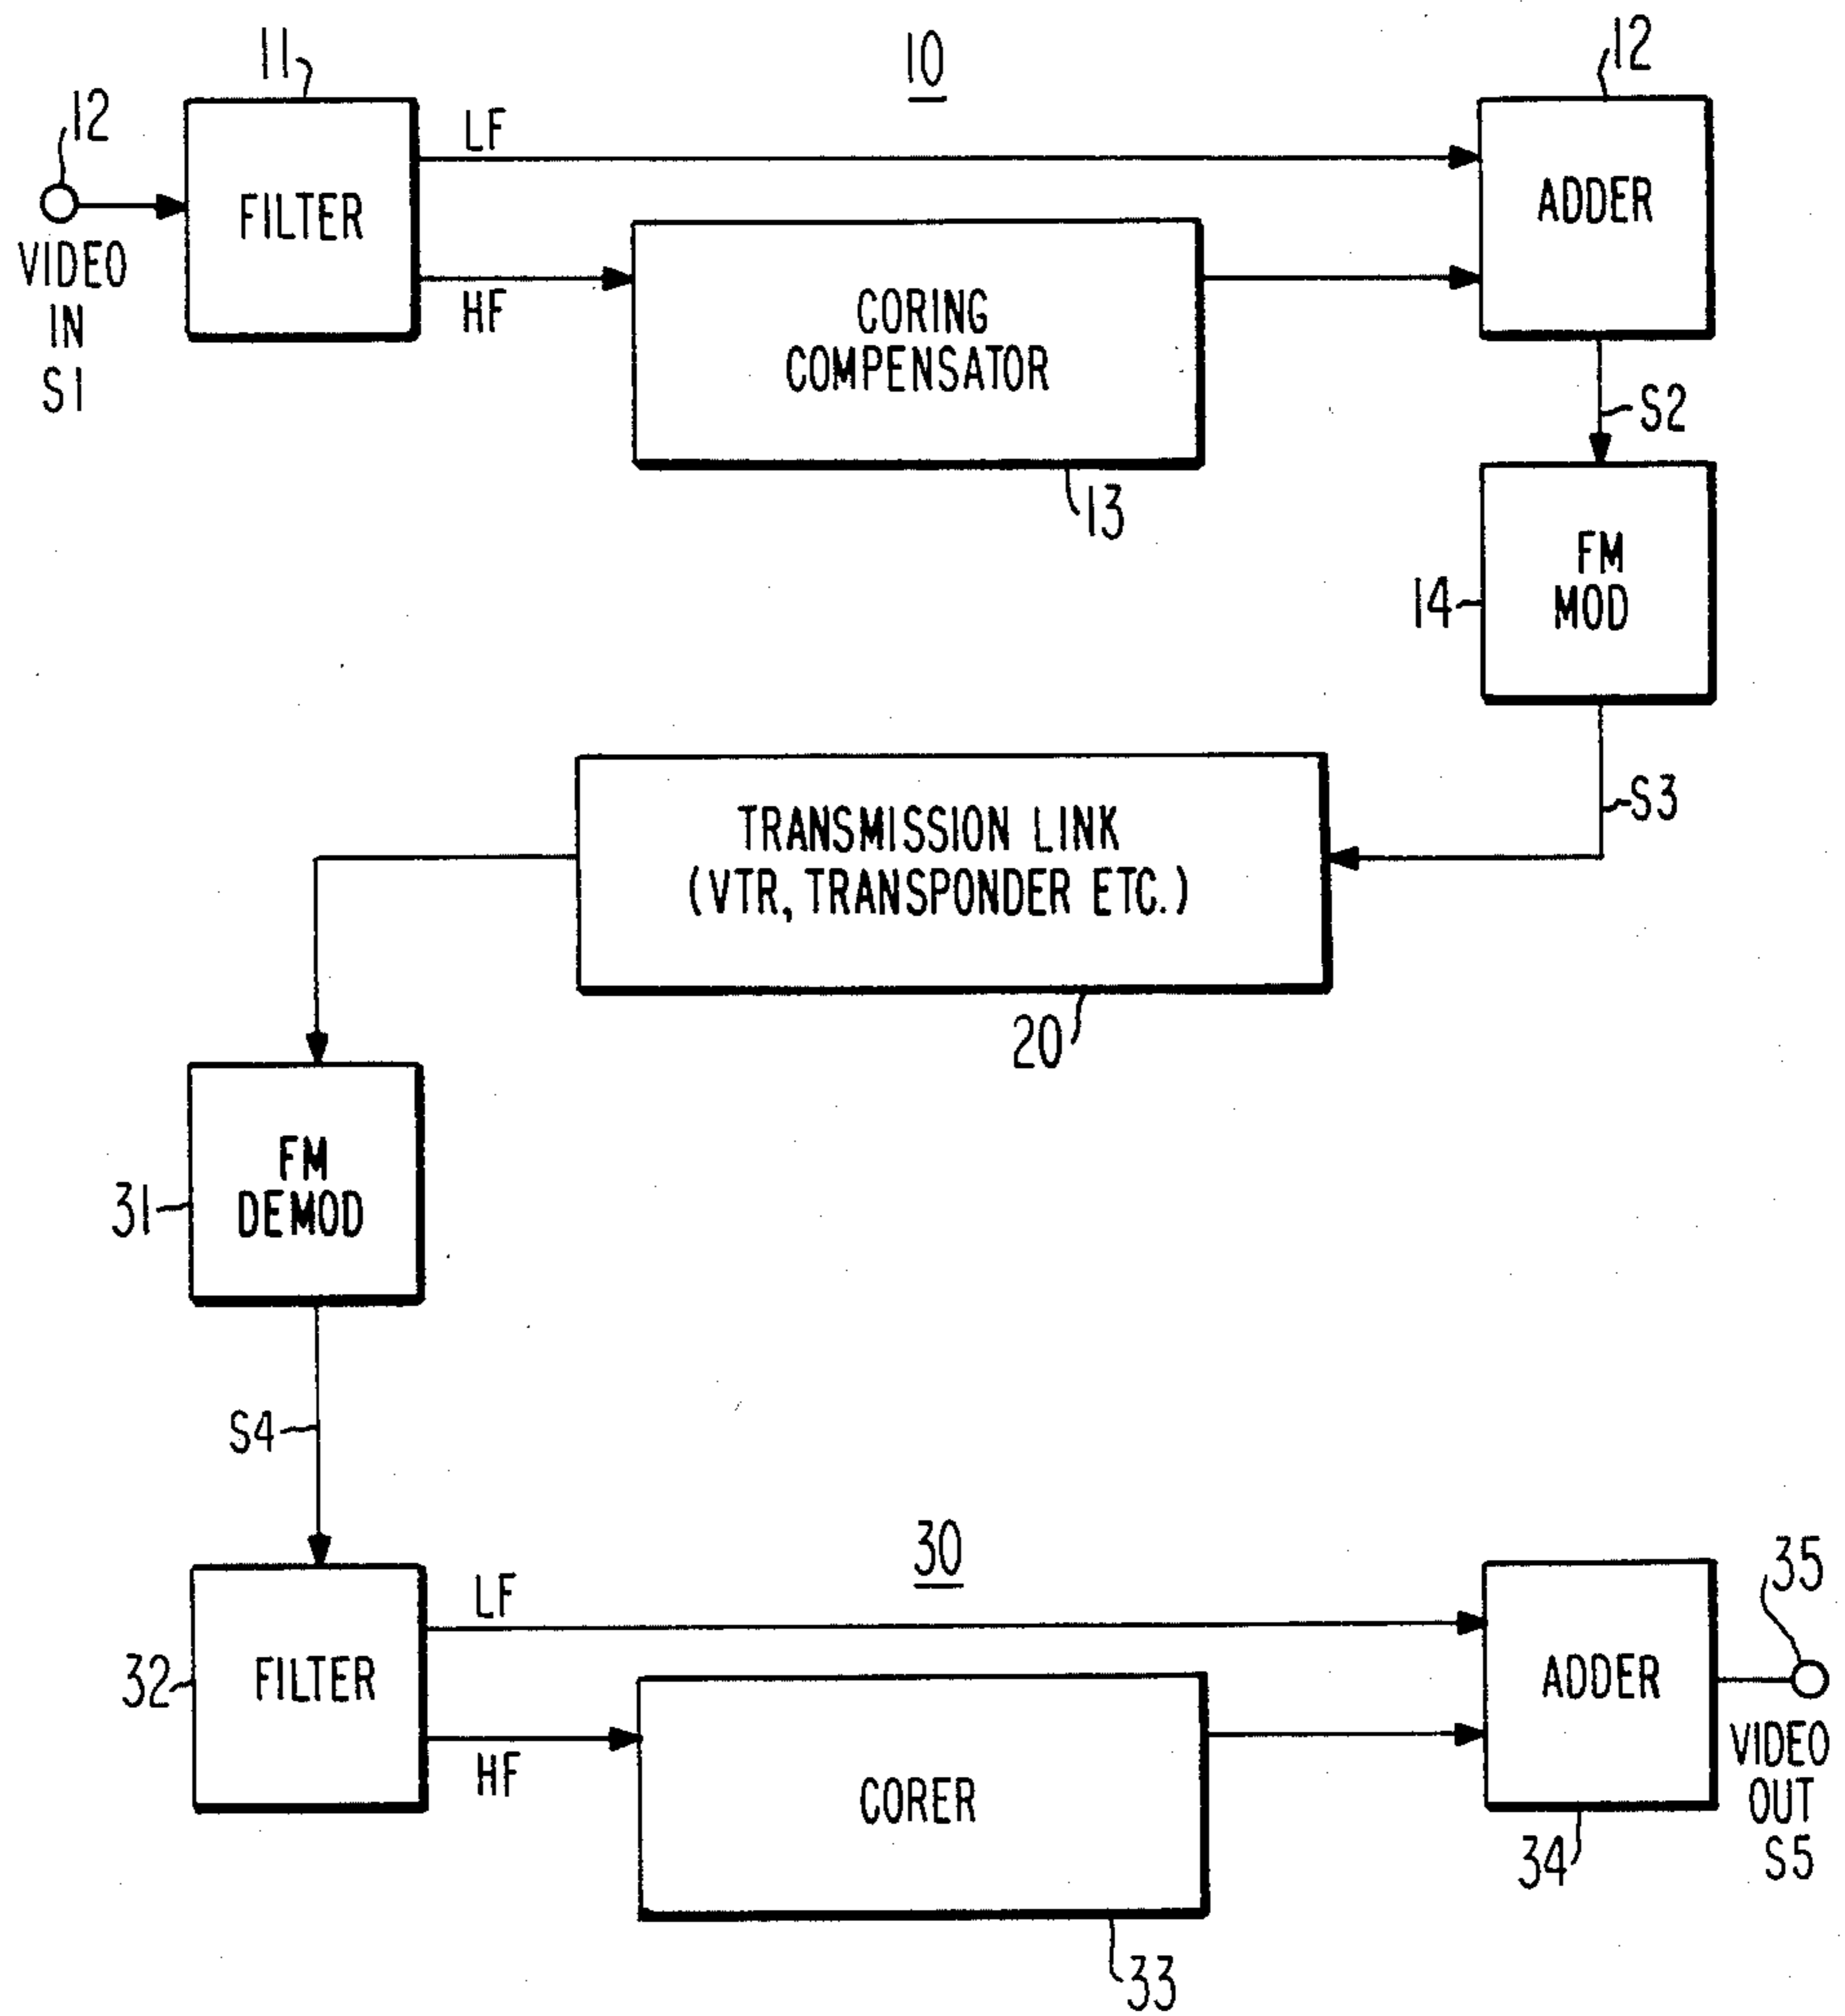 11
10
12
12
LF
FILTER
ADDER
VIDEO
IN
S1
HF
CORING
COMPENSATOR
S2
13
FM
MOD
14
S3
TRANSMISSION LINK
(VTR, TRANSPONDER ETC.)
20
FM
DEMOD
31
S4
30
35
LF
32
FILTER
ADDER
HF
VIDEO
OUT
S5
CORER
34
33